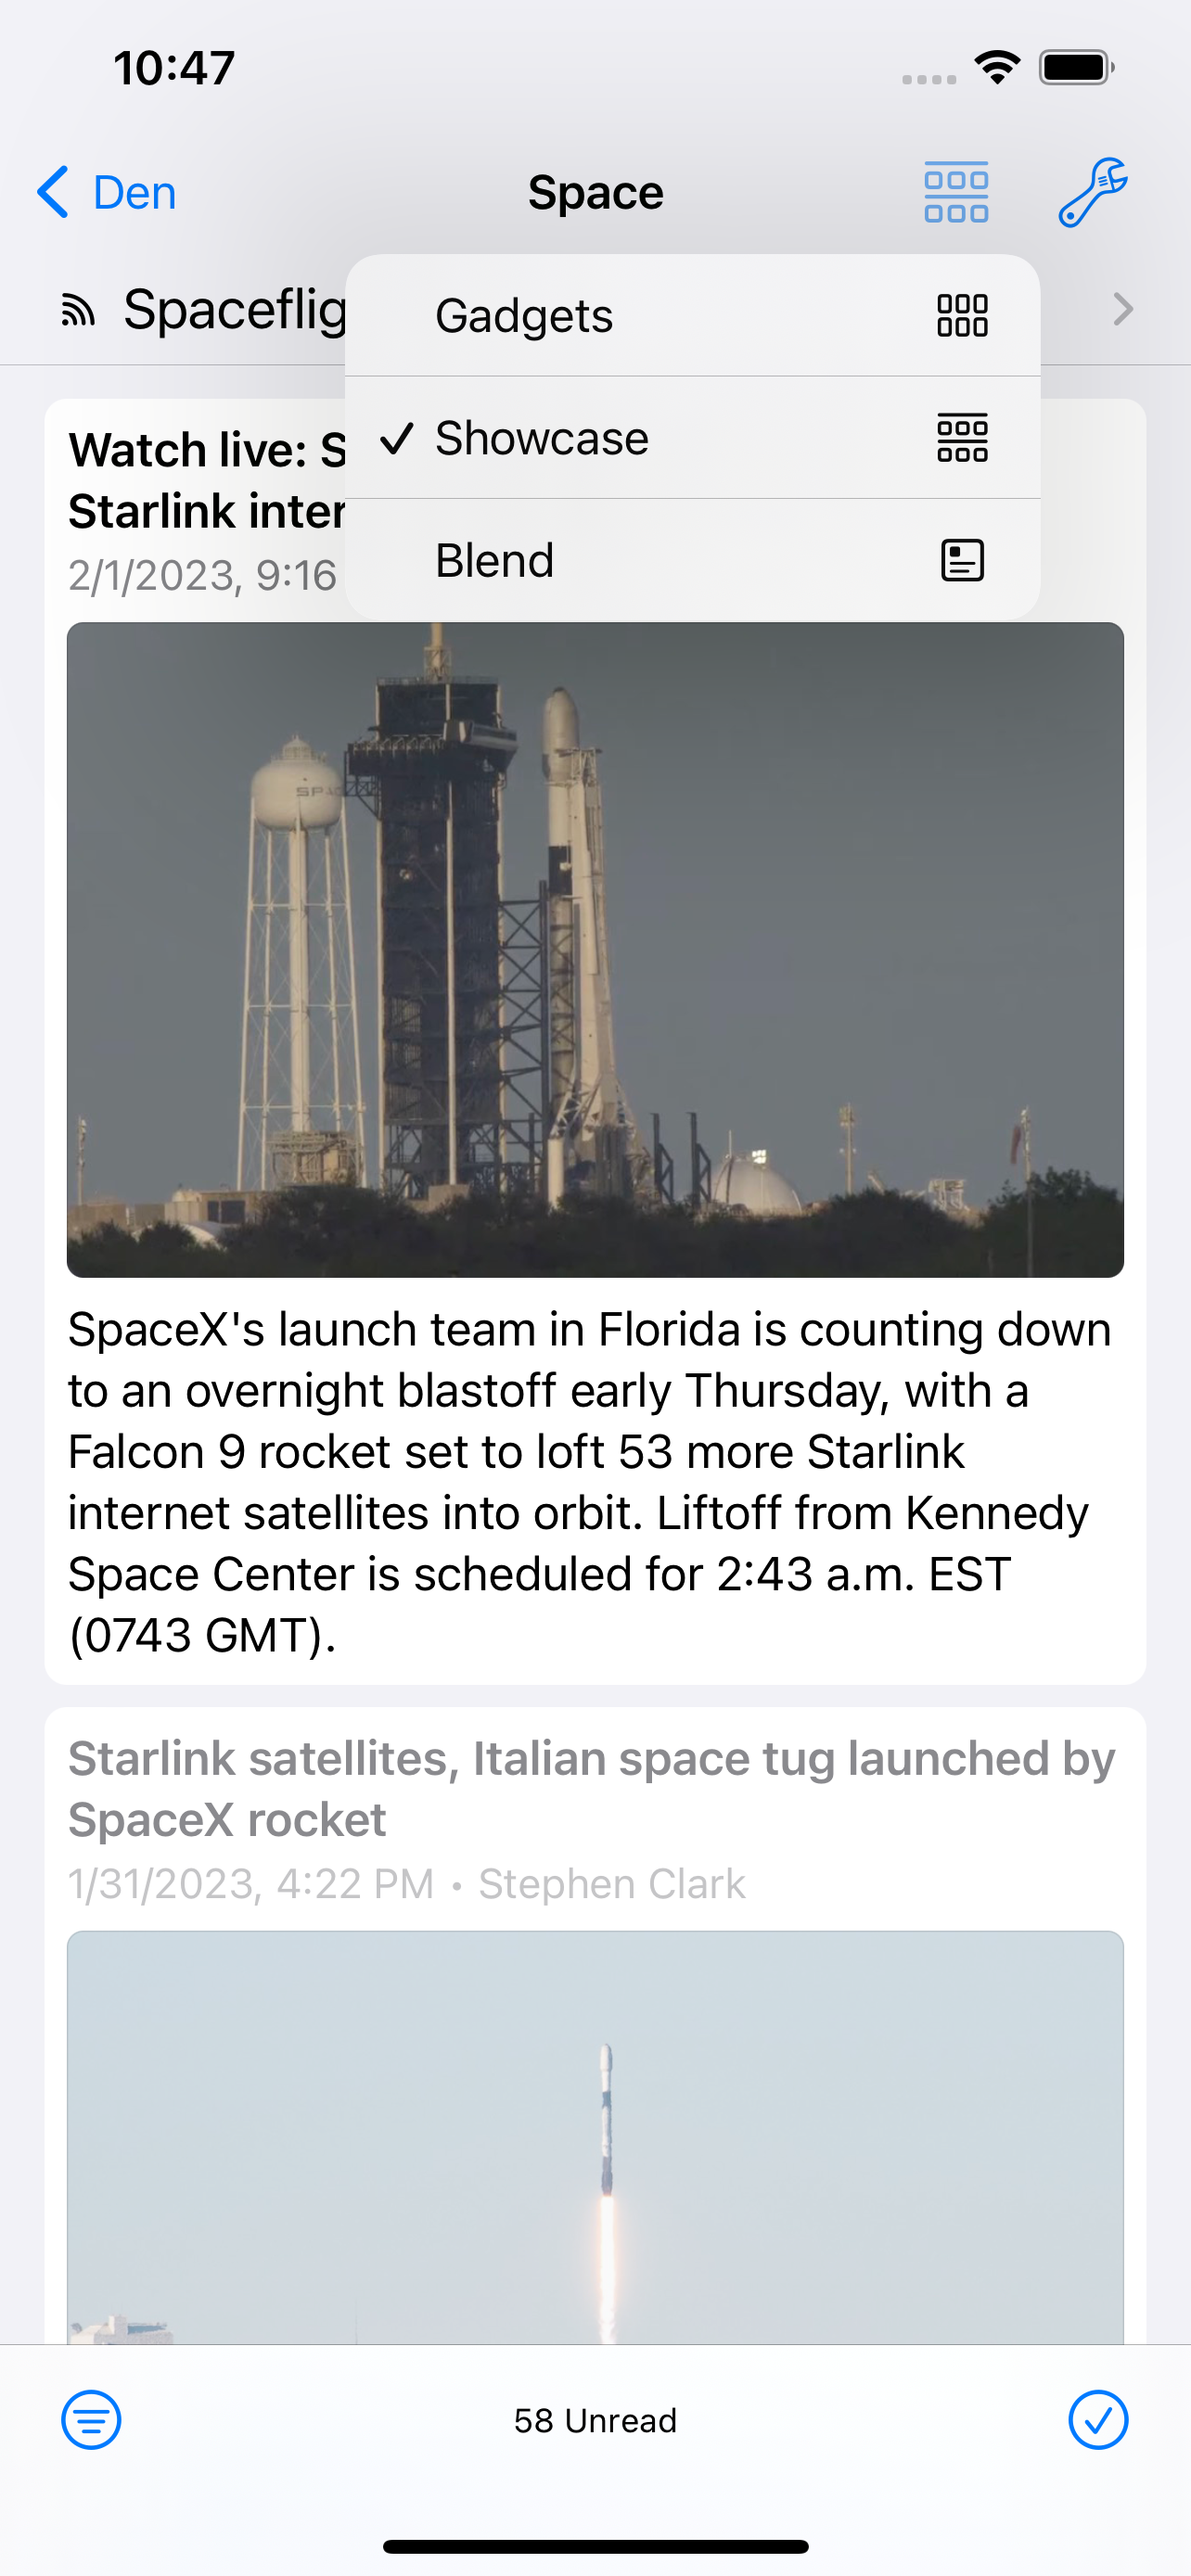 10:47
Den
Space
Gadgets
Showcase
Blend
Watch live:
Starlink
2/1/2023, 9:16
SPA
SpaceX's launch team in Florida is counting down
to an overnight blastoff early Thursday, with a
Falcon 9 rocket set to loft 53 more Starlink
internet satellites into orbit. Liftoff from Kennedy
Space Center is scheduled for 2:43 a.m. EST
(0743 GMT).
Starlink satellites, Italian space tug launched by
SpaceX rocket
1/31/2023, 4:22 PM • Stephen Clark
58 Unread